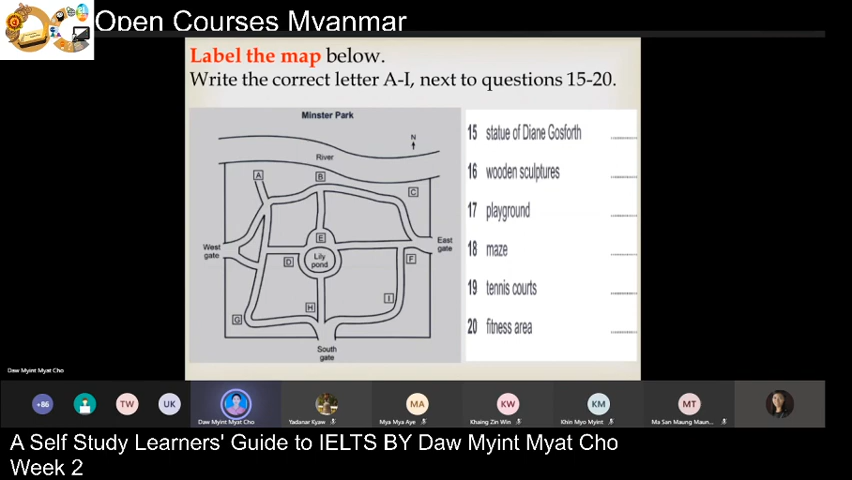 Open Courses Myanmar
Label the map below.
Write the correct letter A-I, next to questions 15-20.
Minster Park
N
River
A
B
C
West
gate
East
gate
E
Lily
pond
D
F
H
I
G
South
gate
15 statue of Diane Gosforth
16 wooden sculptures
17 playground
18 maze
19 tennis courts
20 fitness area
Daw Myint Myat Cho
+86
TW
UK
MA
KW
KM
MT
Daw Myint Myat Cho
Yadanar Kyaw
Mya Mya Aye
Khaing Zin Win
Khin Myo Myint
Ma San Maung Maun...
A Self Study Learners' Guide to IELTS BY Daw Myint Myat Cho
Week 2